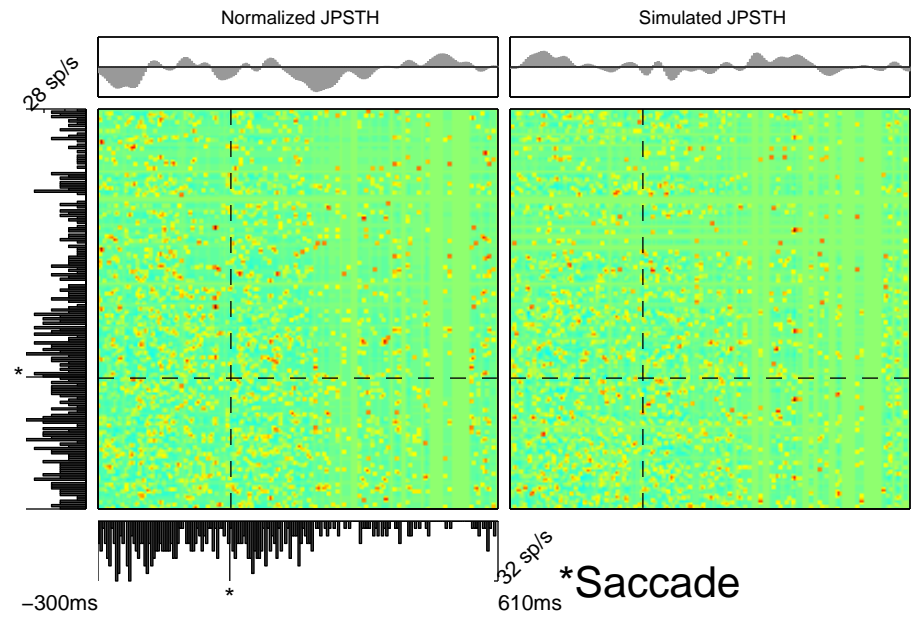 Normalized JPSTH
Simulated JPSTH
28 sp/s
*
32 sp/s
*
*Saccade
−300ms
610ms